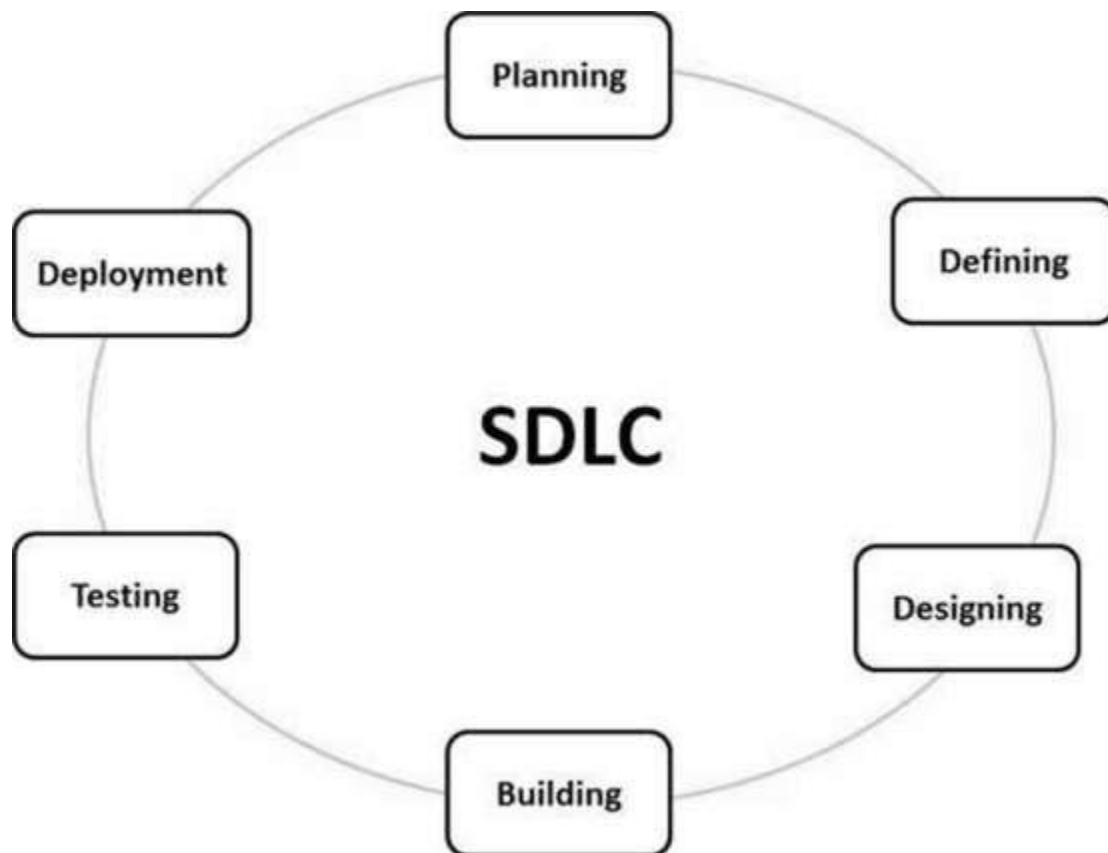 Planning
Defining
Designing
Building
Testing
Deployment
SDLC